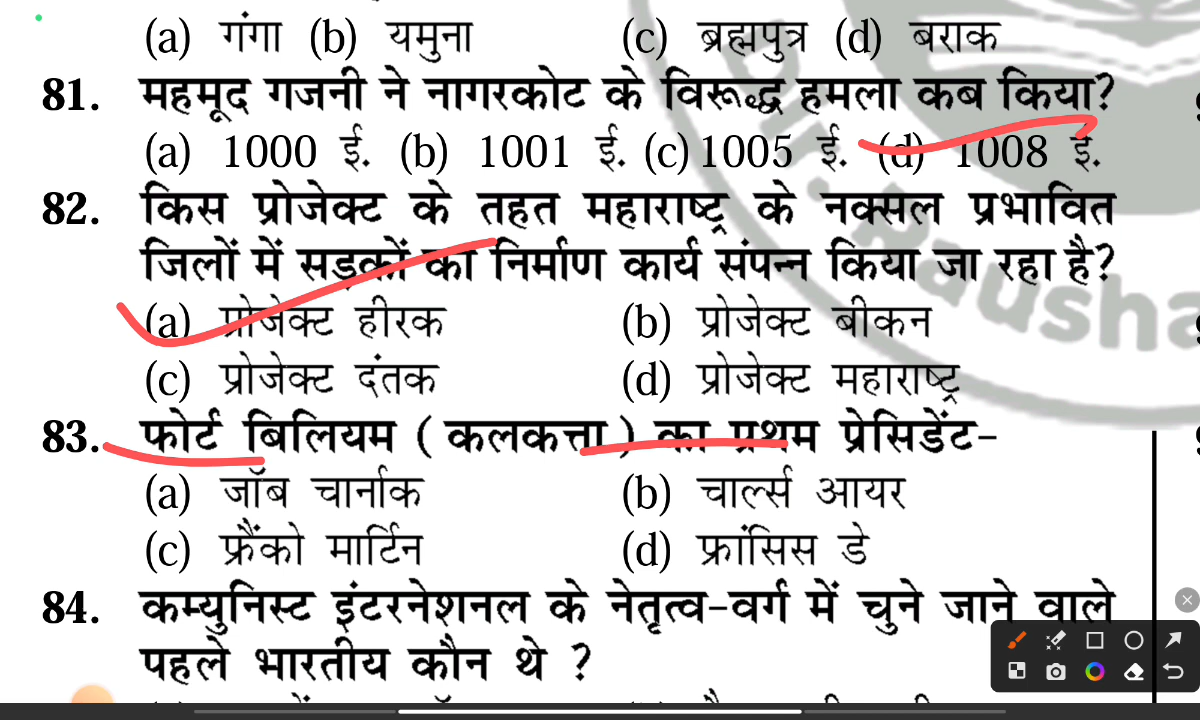 (a) गंगा (b) यमुना (c) ब्रह्मपुत्र (d) बराक
81. महमूद गजनी ने नागरकोट के विरूद्ध हमला कब किया?
(a) 1000 ई. (b) 1001 ई. (c) 1005 ई. (d) 1008 ई.
82. किस प्रोजेक्ट के तहत महाराष्ट्र के नक्सल प्रभावित
जिलों में सड़कों का निर्माण कार्य संपन्न किया जा रहा है?
(a) प्रोजेक्ट हीरक (b) प्रोजेक्ट बीकन
(c) प्रोजेक्ट दंतक (d) प्रोजेक्ट महाराष्ट्र
83. फोर्ट बिलियम ( कलकत्ता ) का प्रथम प्रेसिडेंट-
(a) जॉब चार्नाक (b) चार्ल्स आयर
(c) फ्रैंको मार्टिन (d) फ्रांसिस डे
84. कम्युनिस्ट इंटरनेशनल के नेतृत्व-वर्ग में चुने जाने वाले
पहले भारतीय कौन थे ?